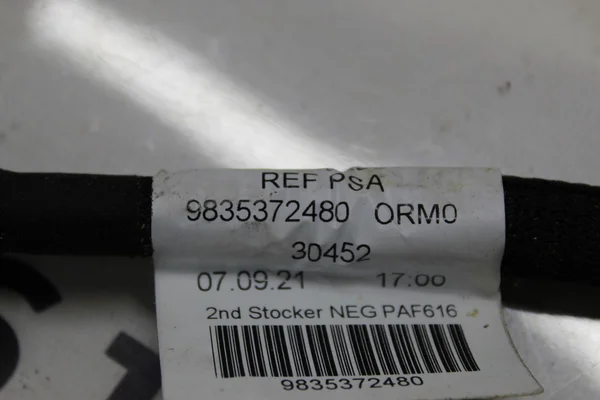 REF PSA
9835372480 ORM0
30452
07.09.21 17:00
2nd Stocker NEG PAF616
9835372480